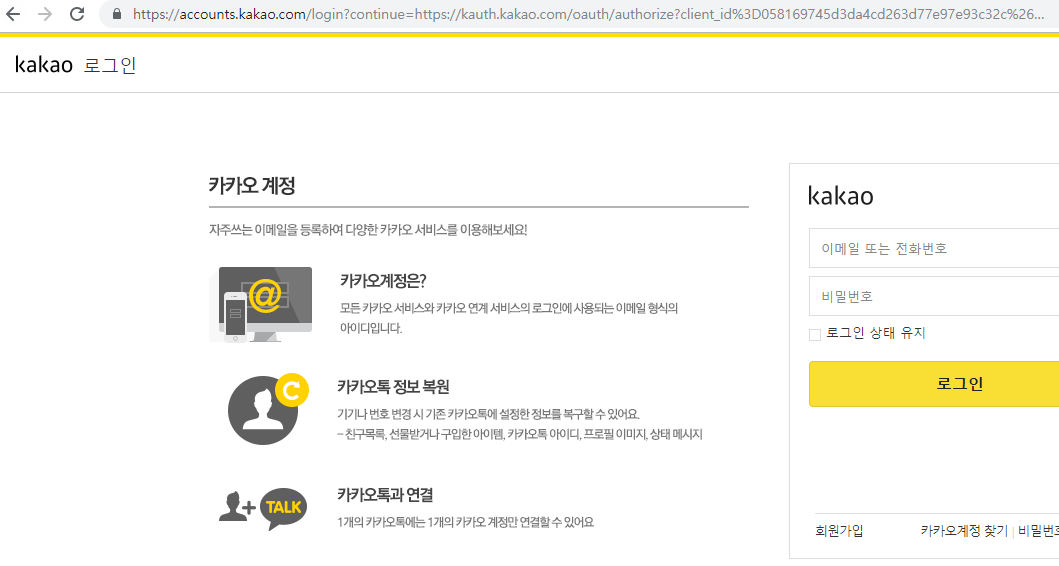 https://accounts.kakao.com/login?continue=https://kauth.kakao.com/oauth/authorize?client_id%3D058169745d3da4cd263d77e97e93c32c%26...
kakao 로그인
카카오 계정
자주쓰는 이메일을 등록하여 다양한 카카오 서비스를 이용해보세요!
@
카카오계정은?
모든 카카오 서비스와 카카오 연계 서비스의 로그인에 사용되는 이메일 형식의
아이디입니다.
카카오톡 정보 복원
기기나 번호 변경 시 기존 카카오톡에 설정한 정보를 복구할 수 있어요.
– 친구목록, 선물받거나 구입한 아이템, 카카오톡 아이디, 프로필 이미지, 상태 메시지
TALK
카카오톡과 연결
1개의 카카오톡에는 1개의 카카오 계정만 연결할 수 있어요
kakao
이메일 또는 전화번호
비밀번호
로그인 상태 유지
로그인
회원가입 카카오계정 찾기 | 비밀번호